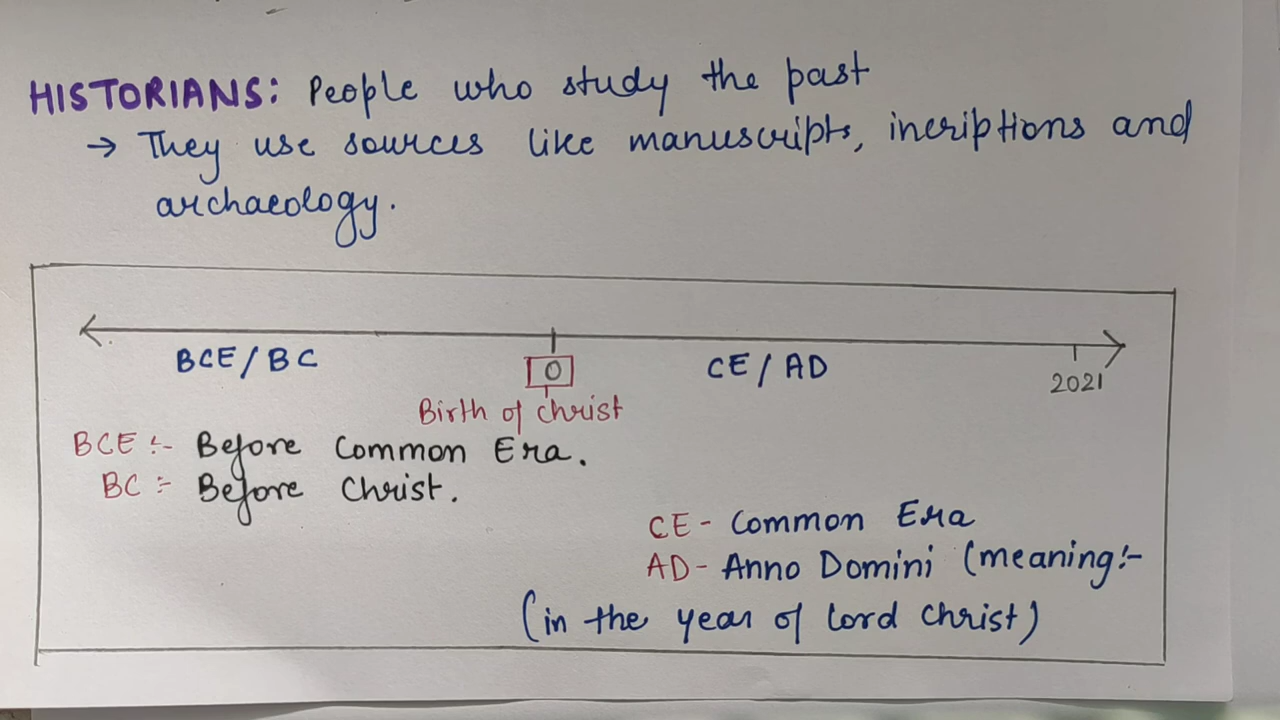 HISTORIANS: People who study the past
→ They use sources like manuscripts, incriptions and
archaeology.
BCE / BC
0
CE / AD
2021
Birth of christ
BCE :- Before Common Era.
BC :- Before Christ.
CE - Common Era
AD - Anno Domini (meaning:-
(in the year of lord christ)